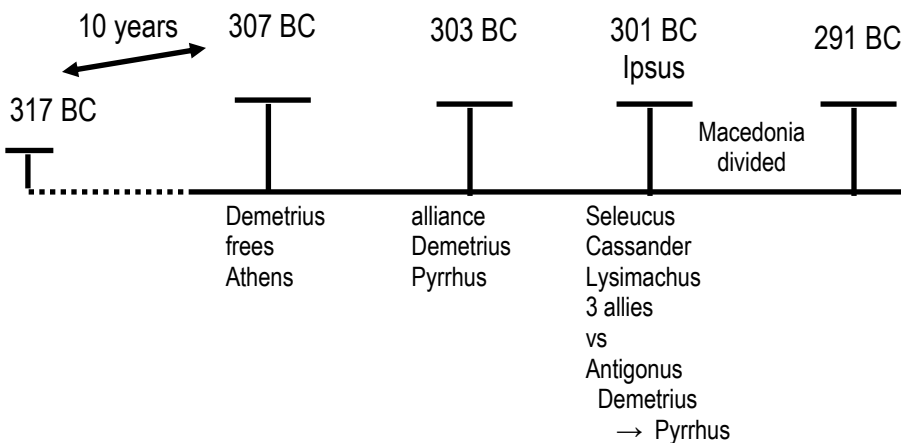 10 years
307 BC
303 BC
301 BC
Ipsus
291 BC
317 BC
Macedonia
divided
Demetrius
frees
Athens
alliance
Demetrius
Pyrrhus
Seleucus
Cassander
Lysimachus
3 allies
vs
Antigonus
Demetrius
→ Pyrrhus